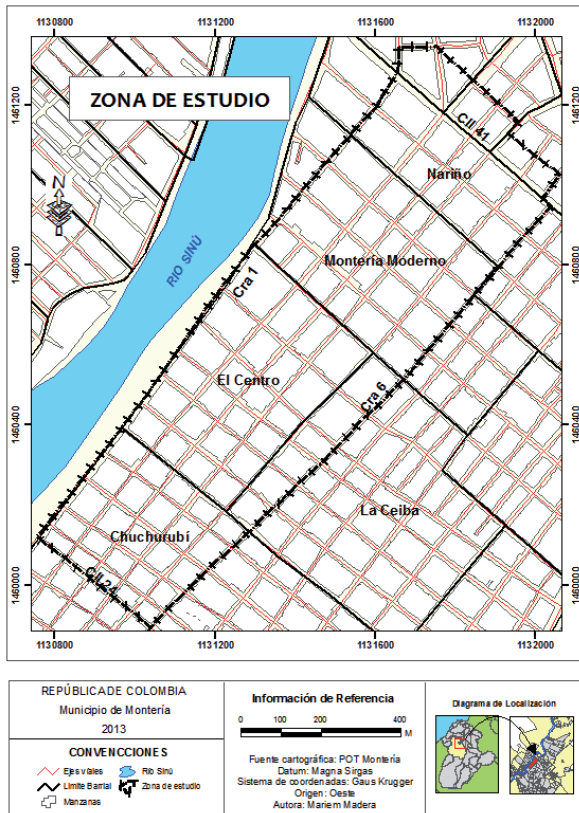 1130800 1131200 1131600 1132000
ZONA DE ESTUDIO
N
RIO SINÚ
Cll 41
Nariño
Montería Moderno
Cra 1
El Centro
Cra 6
La Ceiba
Chuchurubí
Cll 24
1461200 1461200
1460800 1460800
1460400 1460400
1460000 1460000
1130800 1131200 1131600 1132000
REPÚBLICA DE COLOMBIA
Municipio de Montería
2013
CONVENCCIONES
Ejes viales
Río Sinú
Limite Barrial
Zona de estudio
Manzanas
Información de Referencia
0 100 200 400
M
Fuente cartográfica: POT Montería
Datum: Magna Sirgas
Sistema de coordenadas: Gaus Krugger
Origen: Oeste
Autora: Mariem Madera
Diagrama de Localización